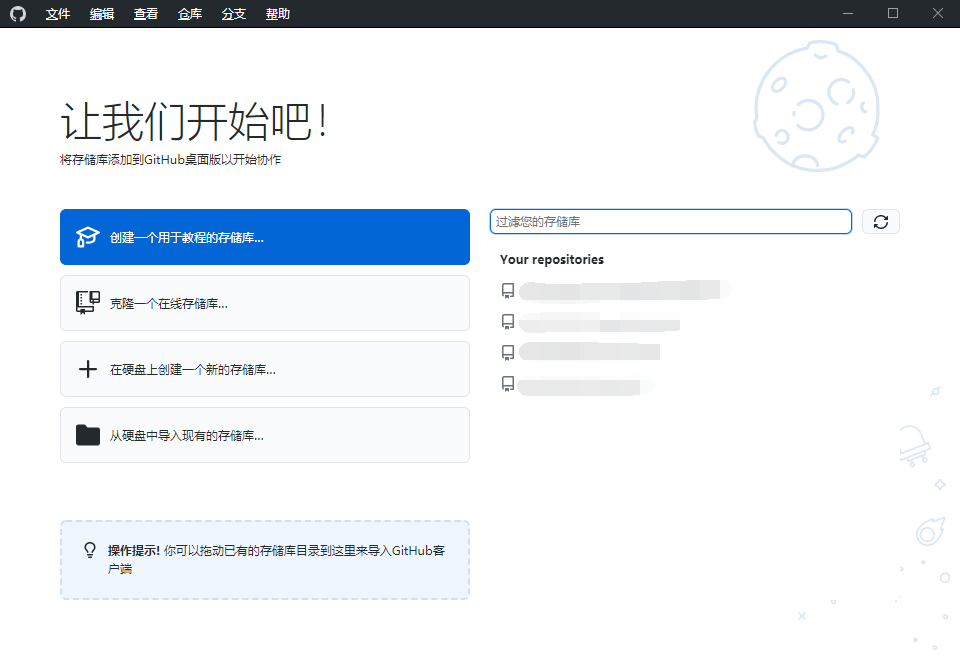 文件 编辑 查看 仓库 分支 帮助
让我们开始吧!
将存储库添加到GitHub桌面版以开始协作
创建一个用于教程的存储库...
克隆一个在线存储库...
在硬盘上创建一个新的存储库...
从硬盘中导入现有的存储库...
操作提示! 你可以拖动已有的存储库目录到这里来导入GitHub客
户端
过滤您的存储库
Your repositories